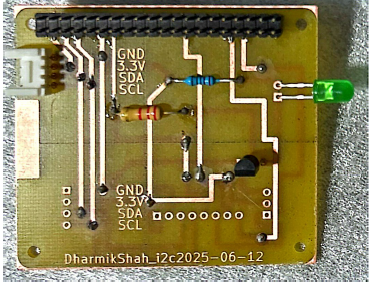 GND
3.3V
SDA
SCL
GND
3.3V
SDA
SCL
DharmikShah_i2c2025-06-12